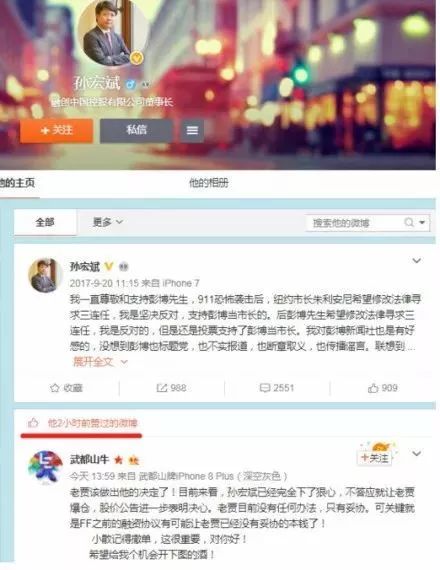 孙宏斌
融创中国控股有限公司董事长
+ 关注
私信
他的主页
他的相册
全部
更多
搜索他的微博
孙宏斌
2017-9-20 11:15 来自 iPhone 7
我一直尊敬和支持彭博先生，911恐怖袭击后，纽约市长朱利安尼希望修改法律寻
求三连任，我是坚决反对，支持彭博当市长的。后彭博先生希望修改法律寻求三
连任，我是反对的，但是还是投票支持了彭博当市长。我对彭博新闻社也是有好
感的，没想到彭博也标题党，也不实报道，也断章取义，也传播谣言。联想到 ...
展开全文
收藏
988
2551
909
他2小时前赞过的微博
武都山牛
+关注
今天 13:59 来自 武都山牌iPhone 8 Plus（深空灰色）
老贾该做出他的决定了！目前来看，孙宏斌已经完全下了狠心，不答应就让老贾
爆仓，股价公告进一步表明决心。老贾目前没有任何办法，只有妥协。可关键就
是FF之前的融资协议有可能让老贾已经没有妥协的本钱了！
小散记得撤单，这很重要，对你好！
希望给我个机会开下图的酒！